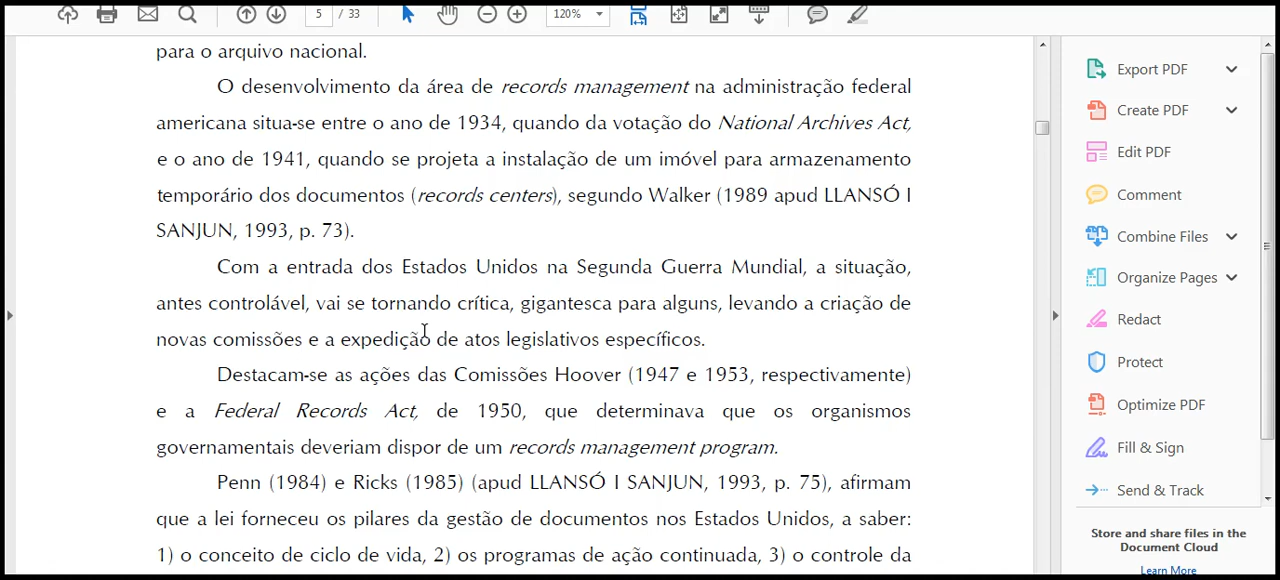 5 / 33
120%
para o arquivo nacional.
O desenvolvimento da área de records management na administração federal
americana situa-se entre o ano de 1934, quando da votação do National Archives Act,
e o ano de 1941, quando se projeta a instalação de um imóvel para armazenamento
temporário dos documentos (records centers), segundo Walker (1989 apud LLANSÓ I
SANJUN, 1993, p. 73).
Com a entrada dos Estados Unidos na Segunda Guerra Mundial, a situação,
antes controlável, vai se tornando crítica, gigantesca para alguns, levando a criação de
novas comissões e a expedição de atos legislativos específicos.
Destacam-se as ações das Comissões Hoover (1947 e 1953, respectivamente)
e a Federal Records Act, de 1950, que determinava que os organismos
governamentais deveriam dispor de um records management program.
Penn (1984) e Ricks (1985) (apud LLANSÓ I SANJUN, 1993, p. 75), afirmam
que a lei forneceu os pilares da gestão de documentos nos Estados Unidos, a saber:
1) o conceito de ciclo de vida, 2) os programas de ação continuada, 3) o controle da
Export PDF
Create PDF
Edit PDF
Comment
Combine Files
Organize Pages
Redact
Protect
Optimize PDF
Fill & Sign
Send & Track
Store and share files in the
Document Cloud
Learn More